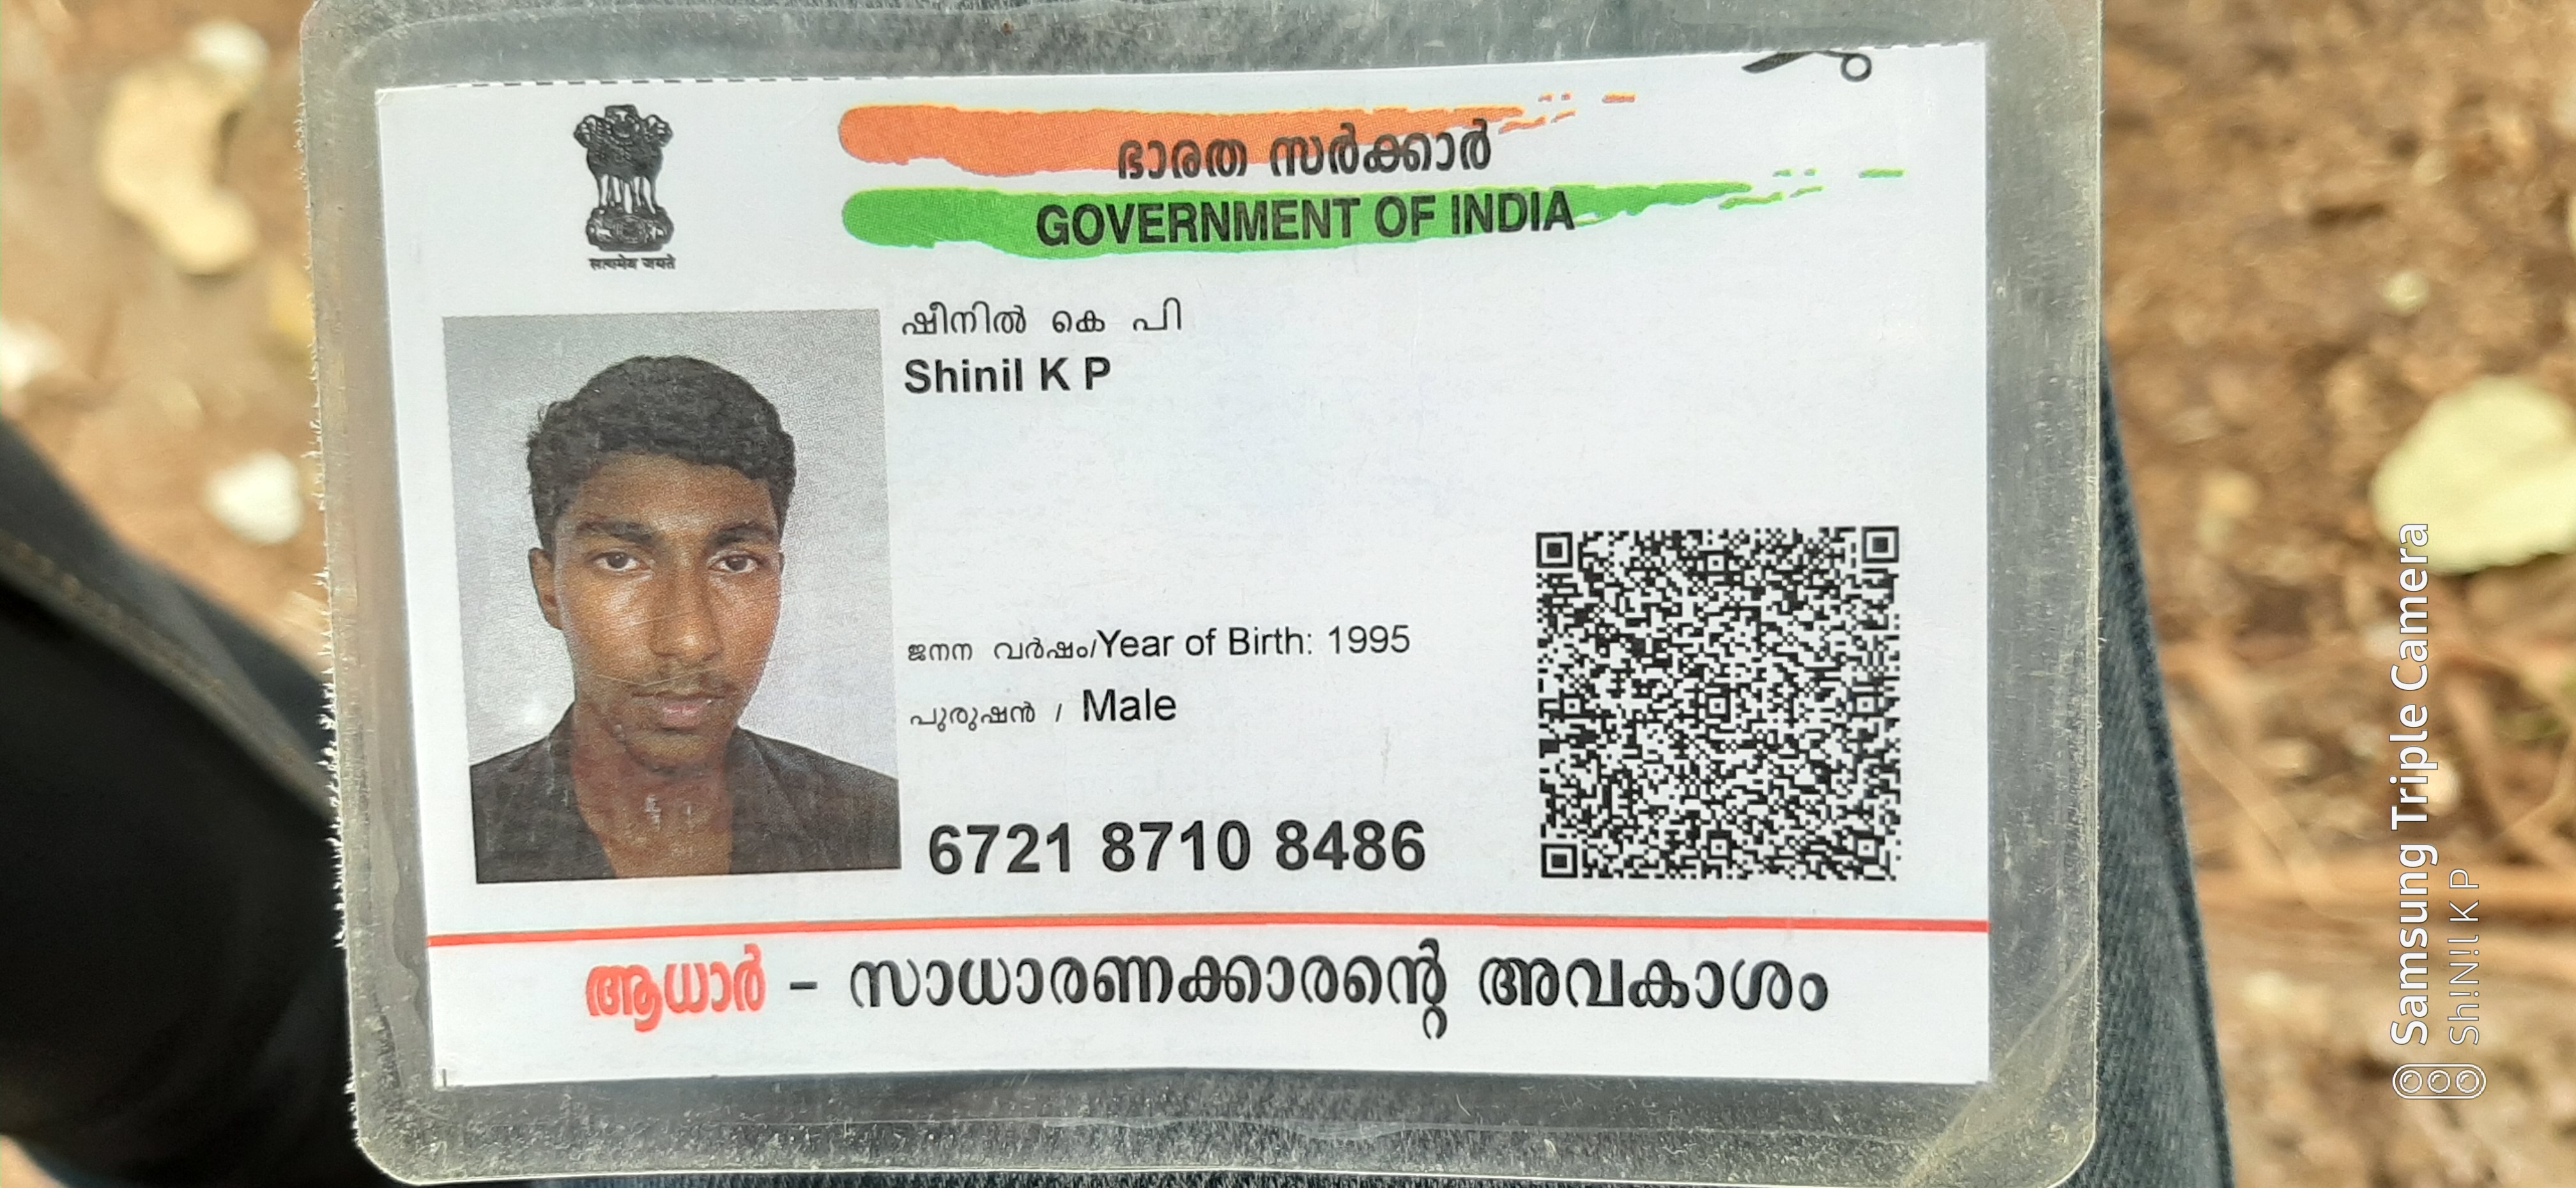 ഭാരത സർക്കാർ
GOVERNMENT OF INDIA
सत्यमेव जयते
ഷിനിൽ കെ പി
Shinil K P
ജനന വർഷം/Year of Birth: 1995
പുരുഷൻ / Male
6721 8710 8486
ആധാർ - സാധാരണക്കാരന്റെ അവകാശം
Samsung Triple Camera
Sh!N!l K P